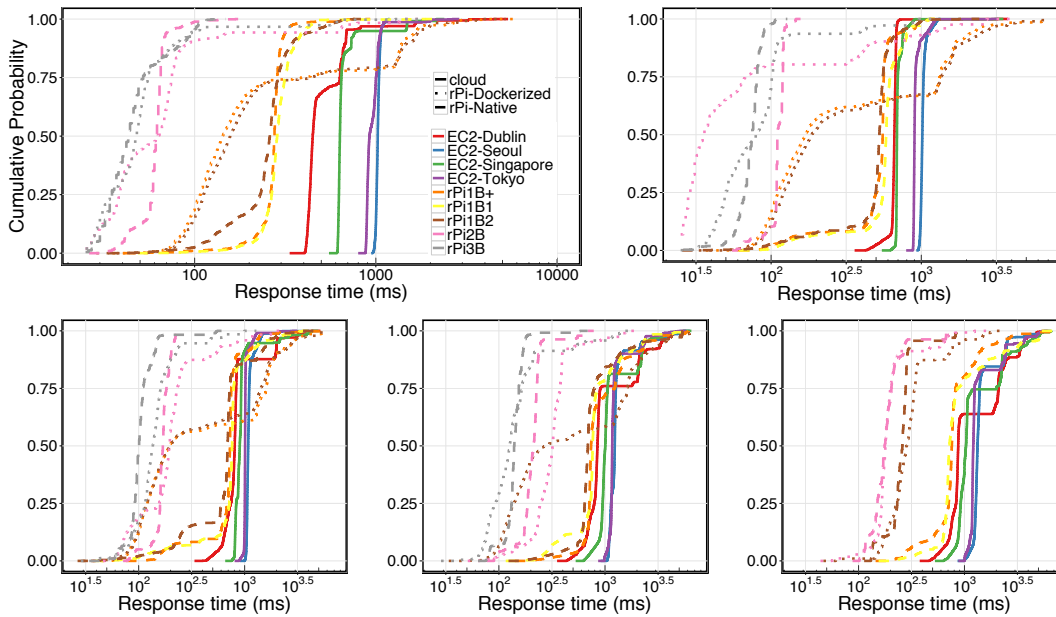 Cumulative Probability
1.00
0.75
0.50
0.25
0.00
cloud
rPi-Dockerized
rPi-Native
EC2-Dublin
EC2-Seoul
EC2-Singapore
EC2-Tokyo
rPi1B+
rPi1B1
rPi1B2
rPi2B
rPi3B
100 1000 10000
Response time (ms)
1.00
0.75
0.50
0.25
0.00
10^1.5 10^2 10^2.5 10^3 10^3.5
Response time (ms)
1.00
0.75
0.50
0.25
0.00
10^1.5 10^2 10^2.5 10^3 10^3.5
Response time (ms)
1.00
0.75
0.50
0.25
0.00
10^1.5 10^2 10^2.5 10^3 10^3.5
Response time (ms)
1.00
0.75
0.50
0.25
0.00
10^1.5 10^2 10^2.5 10^3 10^3.5
Response time (ms)